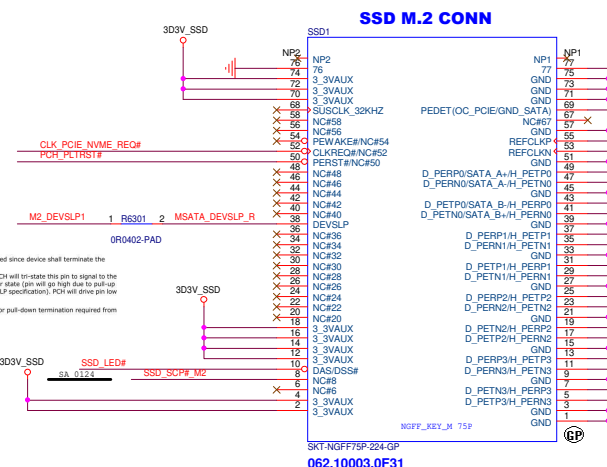 SSD M.2 CONN
SSD1
3D3V_SSD
NP2 NP2 NP1 NP1
76 76 77 77
74 3_3VAUX GND 75
72 3_3VAUX GND 73
70 3_3VAUX GND 71
68 SUSCLK_32KHZ PEDET(OC_PCIE/GND_SATA) 69
58 NC#58 NC#67 67
56 NC#56 GND 57
54 PEWAKE#/NC#54 REFCLKP 55
CLK_PCIE_NVME_REQ# 52 CLKREQ#/NC#52 REFCLKN 53
PCH_PLTRST# 50 PERST#/NC#50 GND 51
48 NC#48 D_PERP0/SATA_A+/H_PETP0 49
46 NC#46 D_PERN0/SATA_A-/H_PETN0 47
44 NC#44 GND 45
42 NC#42 D_PETP0/SATA_B-/H_PERP0 43
40 NC#40 D_PETN0/SATA_B+/H_PERN0 41
M2_DEVSLP1 1 R6301 2 MSATA_DEVSLP_R 38 DEVSLP GND 39
0R0402-PAD
36 NC#36 D_PERP1/H_PETP1 37
34 NC#34 D_PERN1/H_PETN1 35
32 NC#32 GND 33
30 NC#30 D_PETP1/H_PERP1 31
28 NC#28 D_PETN1/H_PERN1 29
26 NC#26 GND 27
24 NC#24 D_PERP2/H_PETP2 25
22 NC#22 D_PERN2/H_PETN2 23
20 NC#20 GND 21
18 3_3VAUX D_PETN2/H_PERP2 19
16 3_3VAUX D_PETP2/H_PERN2 17
14 3_3VAUX GND 15
12 3_3VAUX D_PERP3/H_PETP3 13
10 DAS/DSS# D_PERN3/H_PETN3 11
8 NC#8 GND 9
6 NC#6 D_PETN3/H_PERP3 7
4 3_3VAUX D_PETP3/H_PERN3 5
2 3_3VAUX GND 3
GND 1
ed since device shall terminate the
CH will tri-state this pin to signal to the
r state (pin will go high due to pull-up
LP specification). PCH will drive pin low
or pull-down termination required from
3D3V_SSD
3D3V_SSD
SSD_LED#
SA 0124
SSD_SCP#_M2
NGFF_KEY_M 75P
GP
SKT-NGFF75P-224-GP
062.10003.0F31